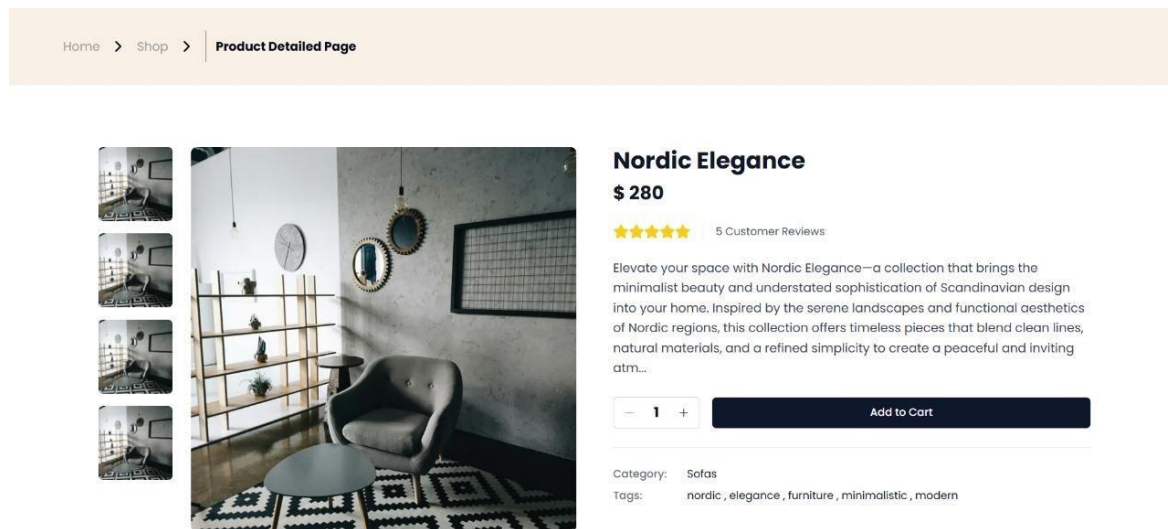 Home > Shop > Product Detailed Page
Nordic Elegance
$ 280
5 Customer Reviews
Elevate your space with Nordic Elegance—a collection that brings the
minimalist beauty and understated sophistication of Scandinavian design
into your home. Inspired by the serene landscapes and functional aesthetics
of Nordic regions, this collection offers timeless pieces that blend clean lines,
natural materials, and a refined simplicity to create a peaceful and inviting
atm...
− 1 +
Add to Cart
Category: Sofas
Tags: nordic , elegance , furniture , minimalistic , modern